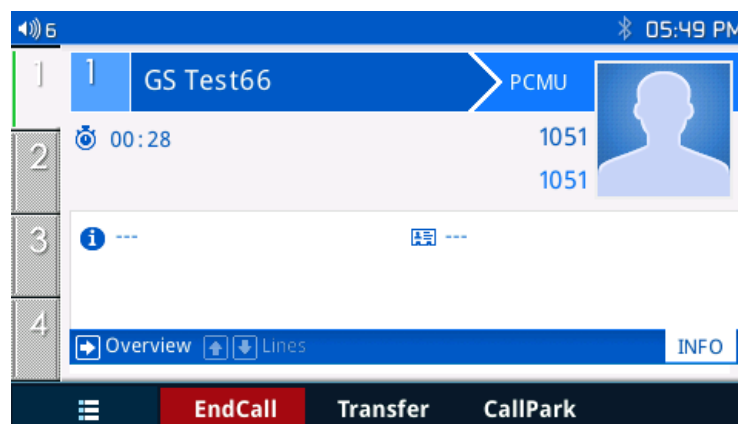 6 05:49 PM
1 1 GS Test66 PCMU
00:28 1051
2
1051
3 --- ---
4
Overview Lines INFO
EndCall Transfer CallPark